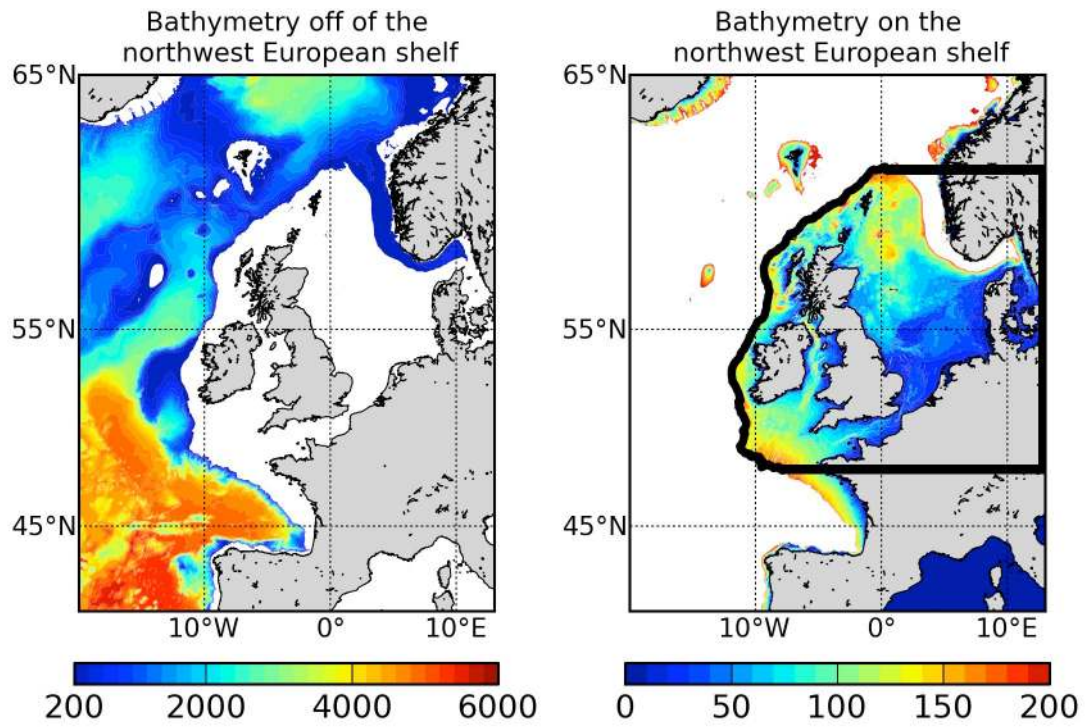 Bathymetry off of the
northwest European shelf
65°N
55°N
45°N
10°W 0° 10°E
200 2000 4000 6000
Bathymetry on the
northwest European shelf
65°N
55°N
45°N
10°W 0° 10°E
0 50 100 150 200